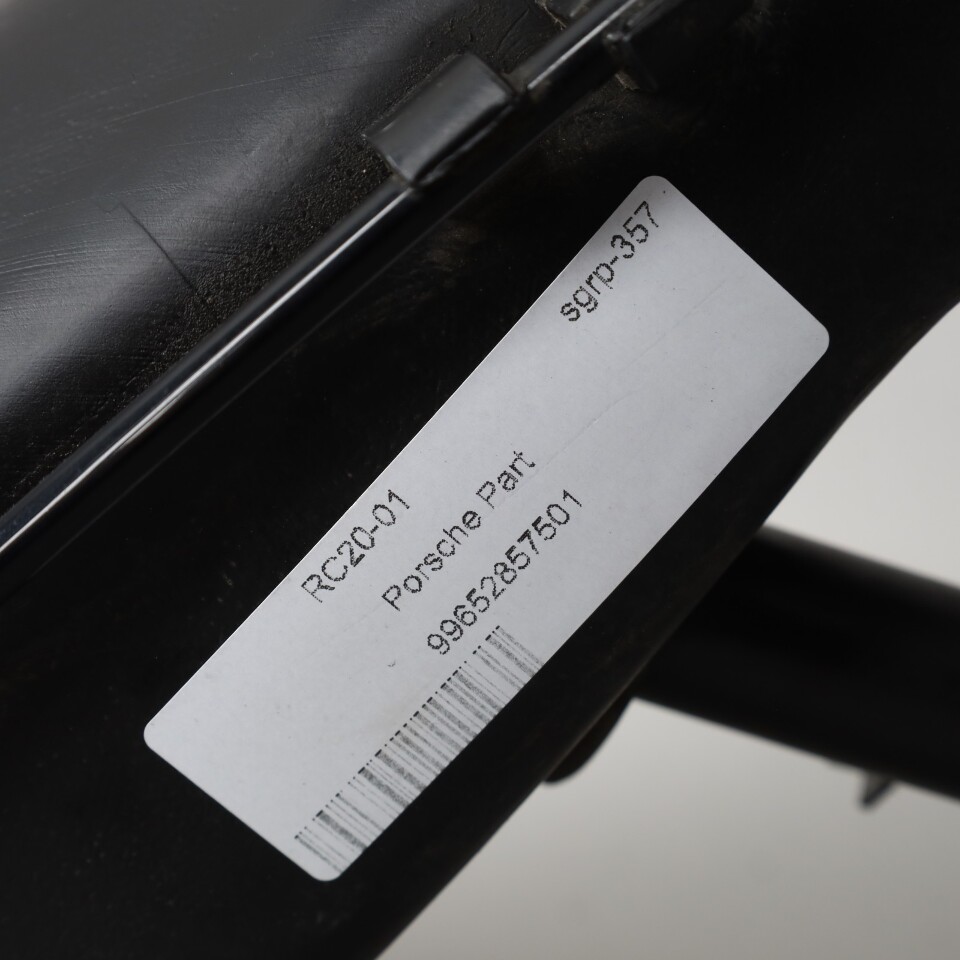 sgrp-357
RC20-01
Porsche Part
99652857501